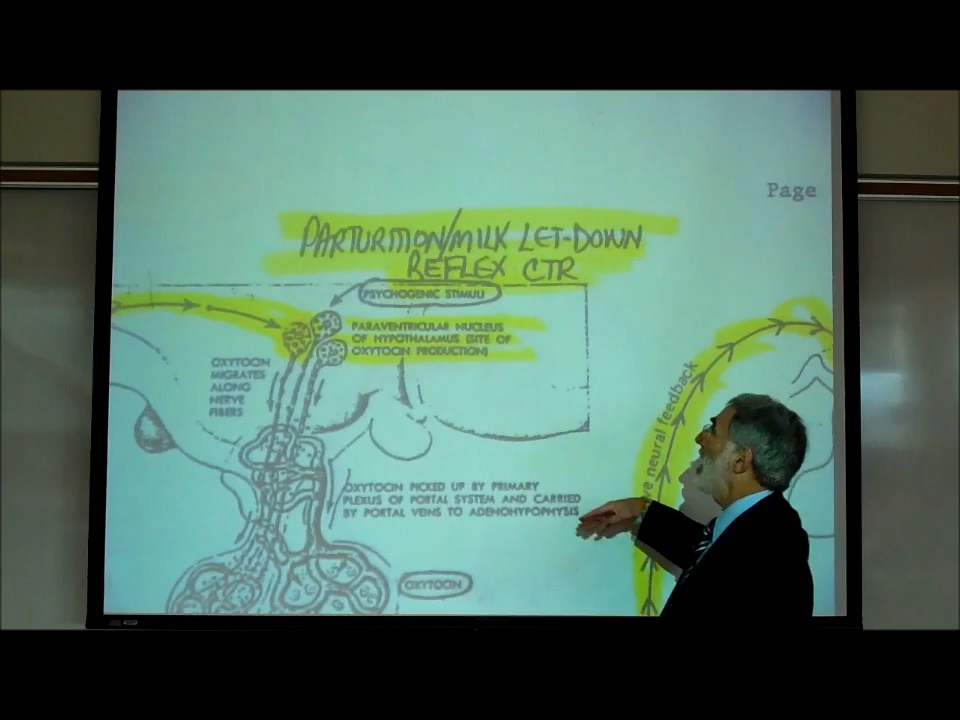 Page
PARTURITION/MILK LET-DOWN
REFLEX CTR
PSYCHOGENIC STIMULI
PARAVENTRICULAR NUCLEUS
OF HYPOTHALAMUS (SITE OF
OXYTOCIN PRODUCTION)
OXYTOCIN
MIGRATES
ALONG
NERVE
FIBERS
ve neural feedback
OXYTOCIN PICKED UP BY PRIMARY
PLEXUS OF PORTAL SYSTEM AND CARRIED
BY PORTAL VEINS TO ADENOHYPOPHYSIS
OXYTOCIN